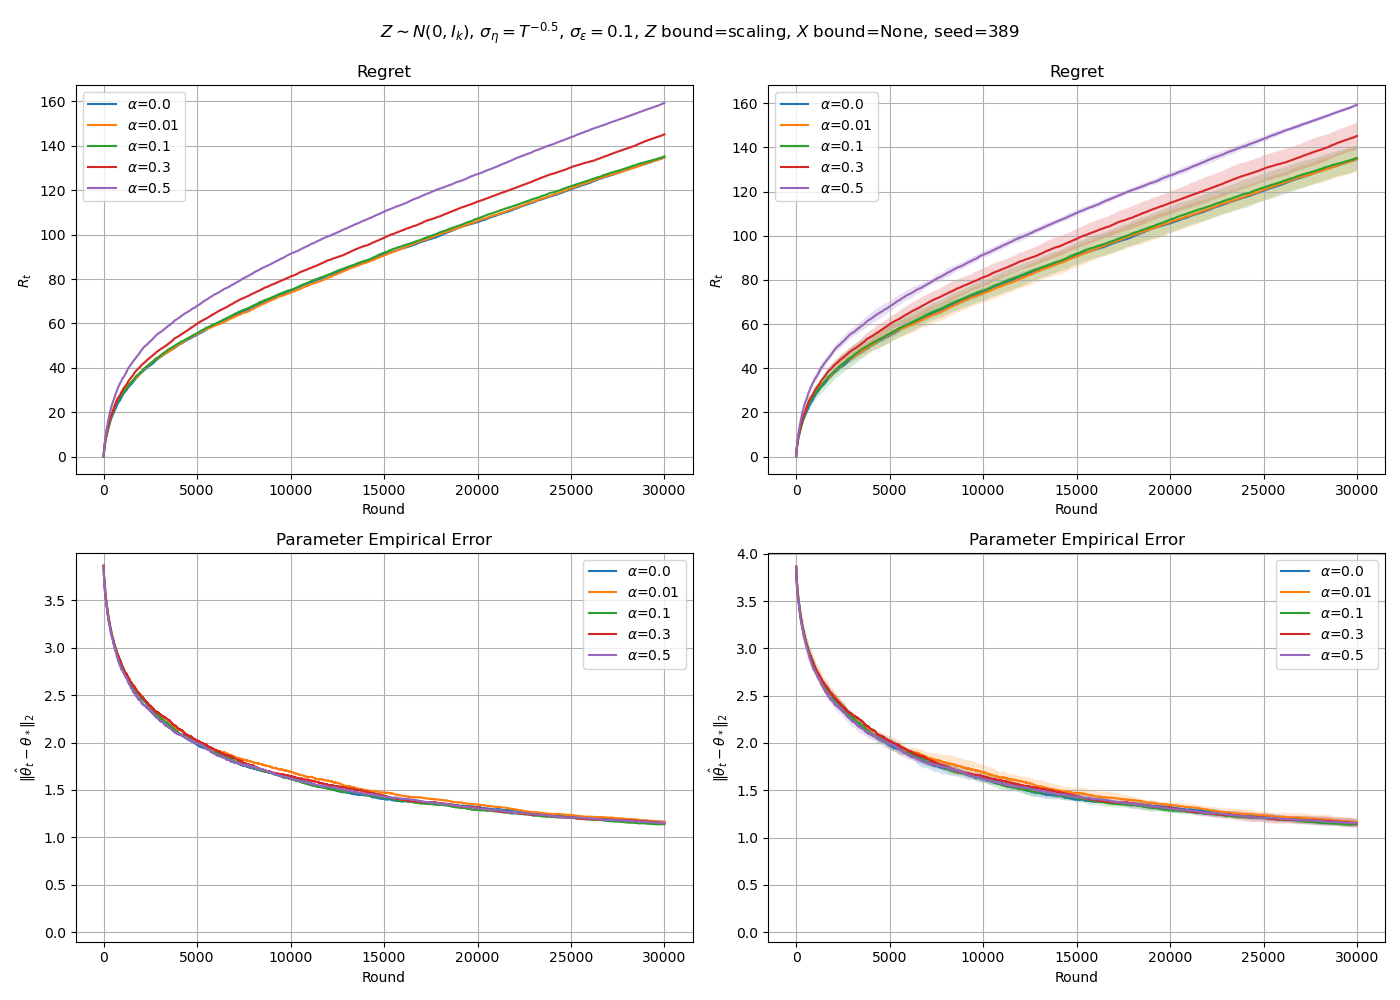 Z ~ N(0, I_k), σ_η = T^{−0.5}, σ_ε = 0.1, Z bound=scaling, X bound=None, seed=389
Regret
α=0.0
α=0.01
α=0.1
α=0.3
α=0.5
160
140
120
100
80
60
40
20
0
R_t
0 5000 10000 15000 20000 25000 30000
Round
Regret
α=0.0
α=0.01
α=0.1
α=0.3
α=0.5
160
140
120
100
80
60
40
20
0
R_t
0 5000 10000 15000 20000 25000 30000
Round
Parameter Empirical Error
α=0.0
α=0.01
α=0.1
α=0.3
α=0.5
3.5
3.0
2.5
2.0
1.5
1.0
0.5
0.0
‖θ̂_t − θ_*‖_2
0 5000 10000 15000 20000 25000 30000
Round
Parameter Empirical Error
α=0.0
α=0.01
α=0.1
α=0.3
α=0.5
4.0
3.5
3.0
2.5
2.0
1.5
1.0
0.5
0.0
‖θ̂_t − θ_*‖_2
0 5000 10000 15000 20000 25000 30000
Round